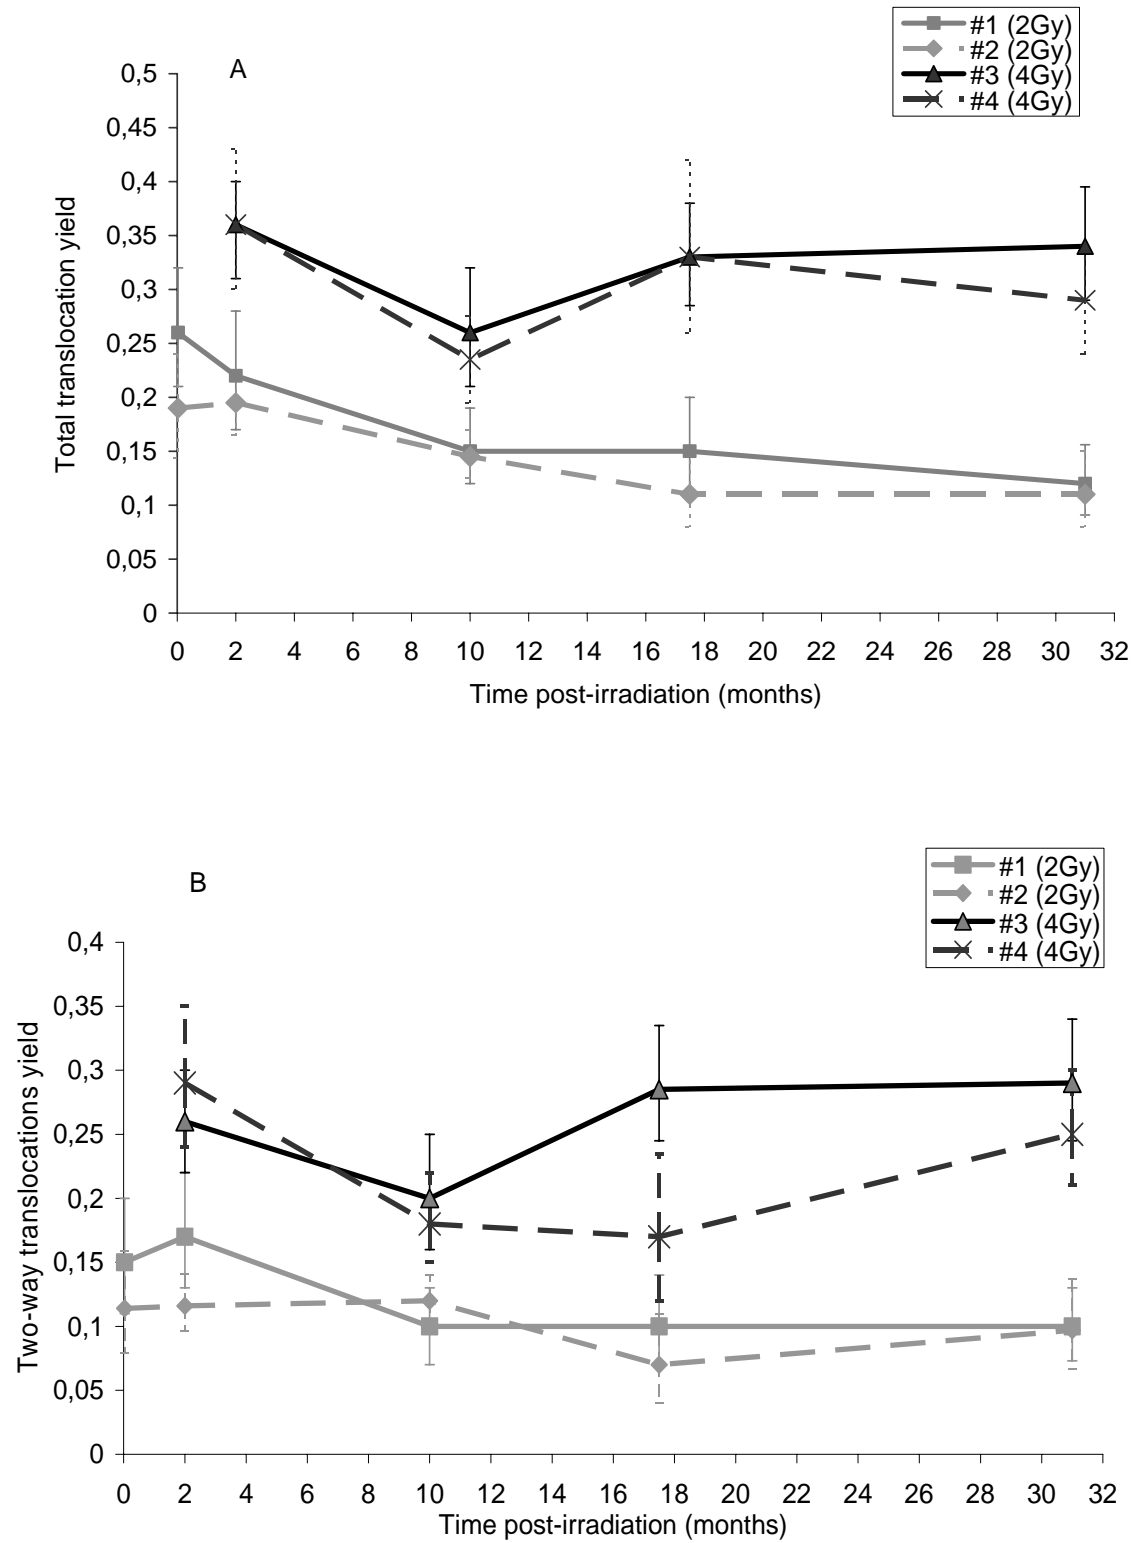 #1 (2Gy)
#2 (2Gy)
#3 (4Gy)
#4 (4Gy)
A
0,5
0,45
0,4
0,35
0,3
0,25
0,2
0,15
0,1
0,05
0
Total translocation yield
0 2 4 6 8 10 12 14 16 18 20 22 24 26 28 30 32
Time post-irradiation (months)
#1 (2Gy)
#2 (2Gy)
#3 (4Gy)
#4 (4Gy)
B
0,4
0,35
0,3
0,25
0,2
0,15
0,1
0,05
0
Two-way translocations yield
0 2 4 6 8 10 12 14 16 18 20 22 24 26 28 30 32
Time post-irradiation (months)